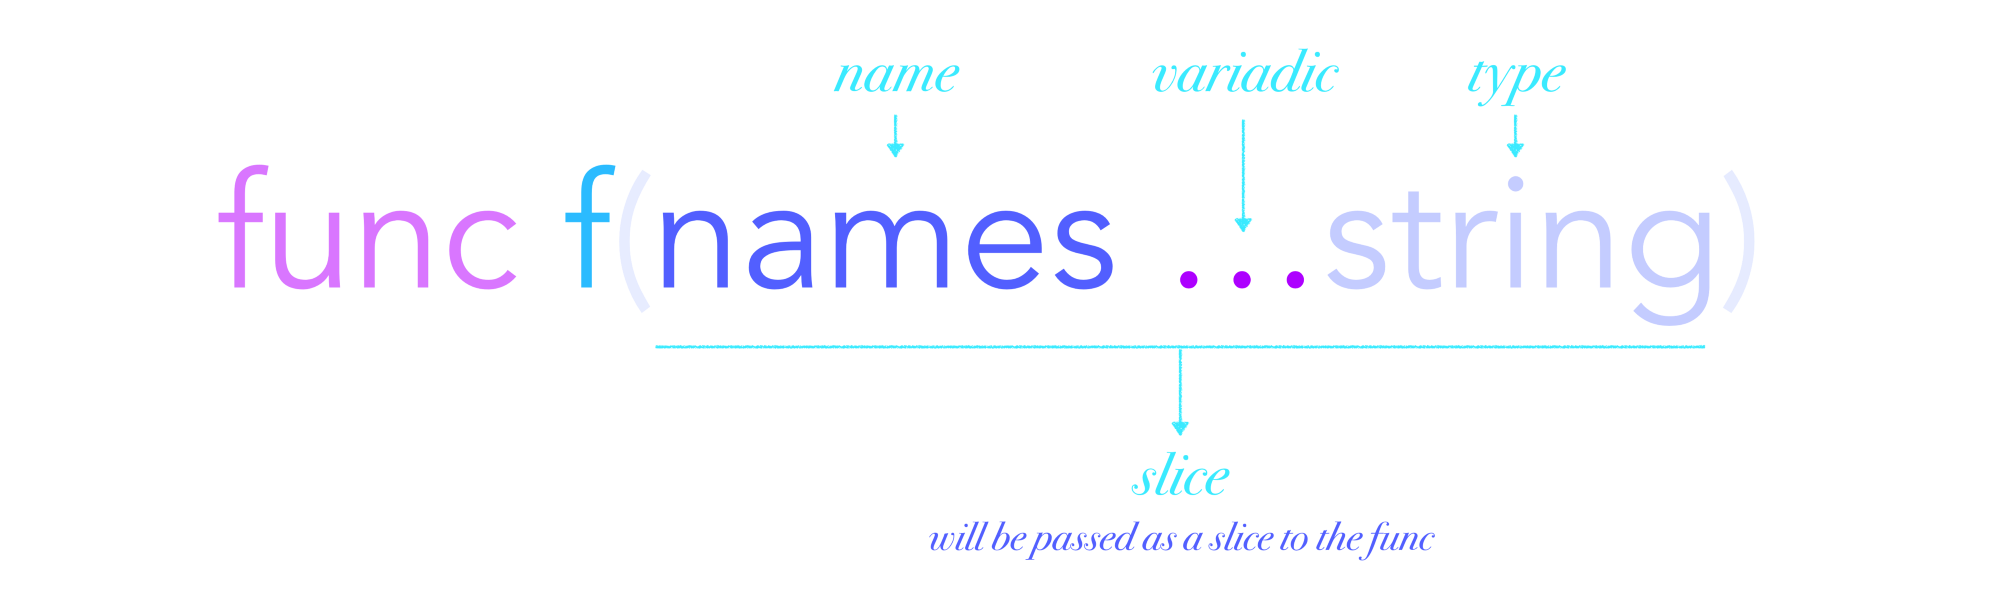 name variadic type
func f(names ...string)
slice
will be passed as a slice to the func